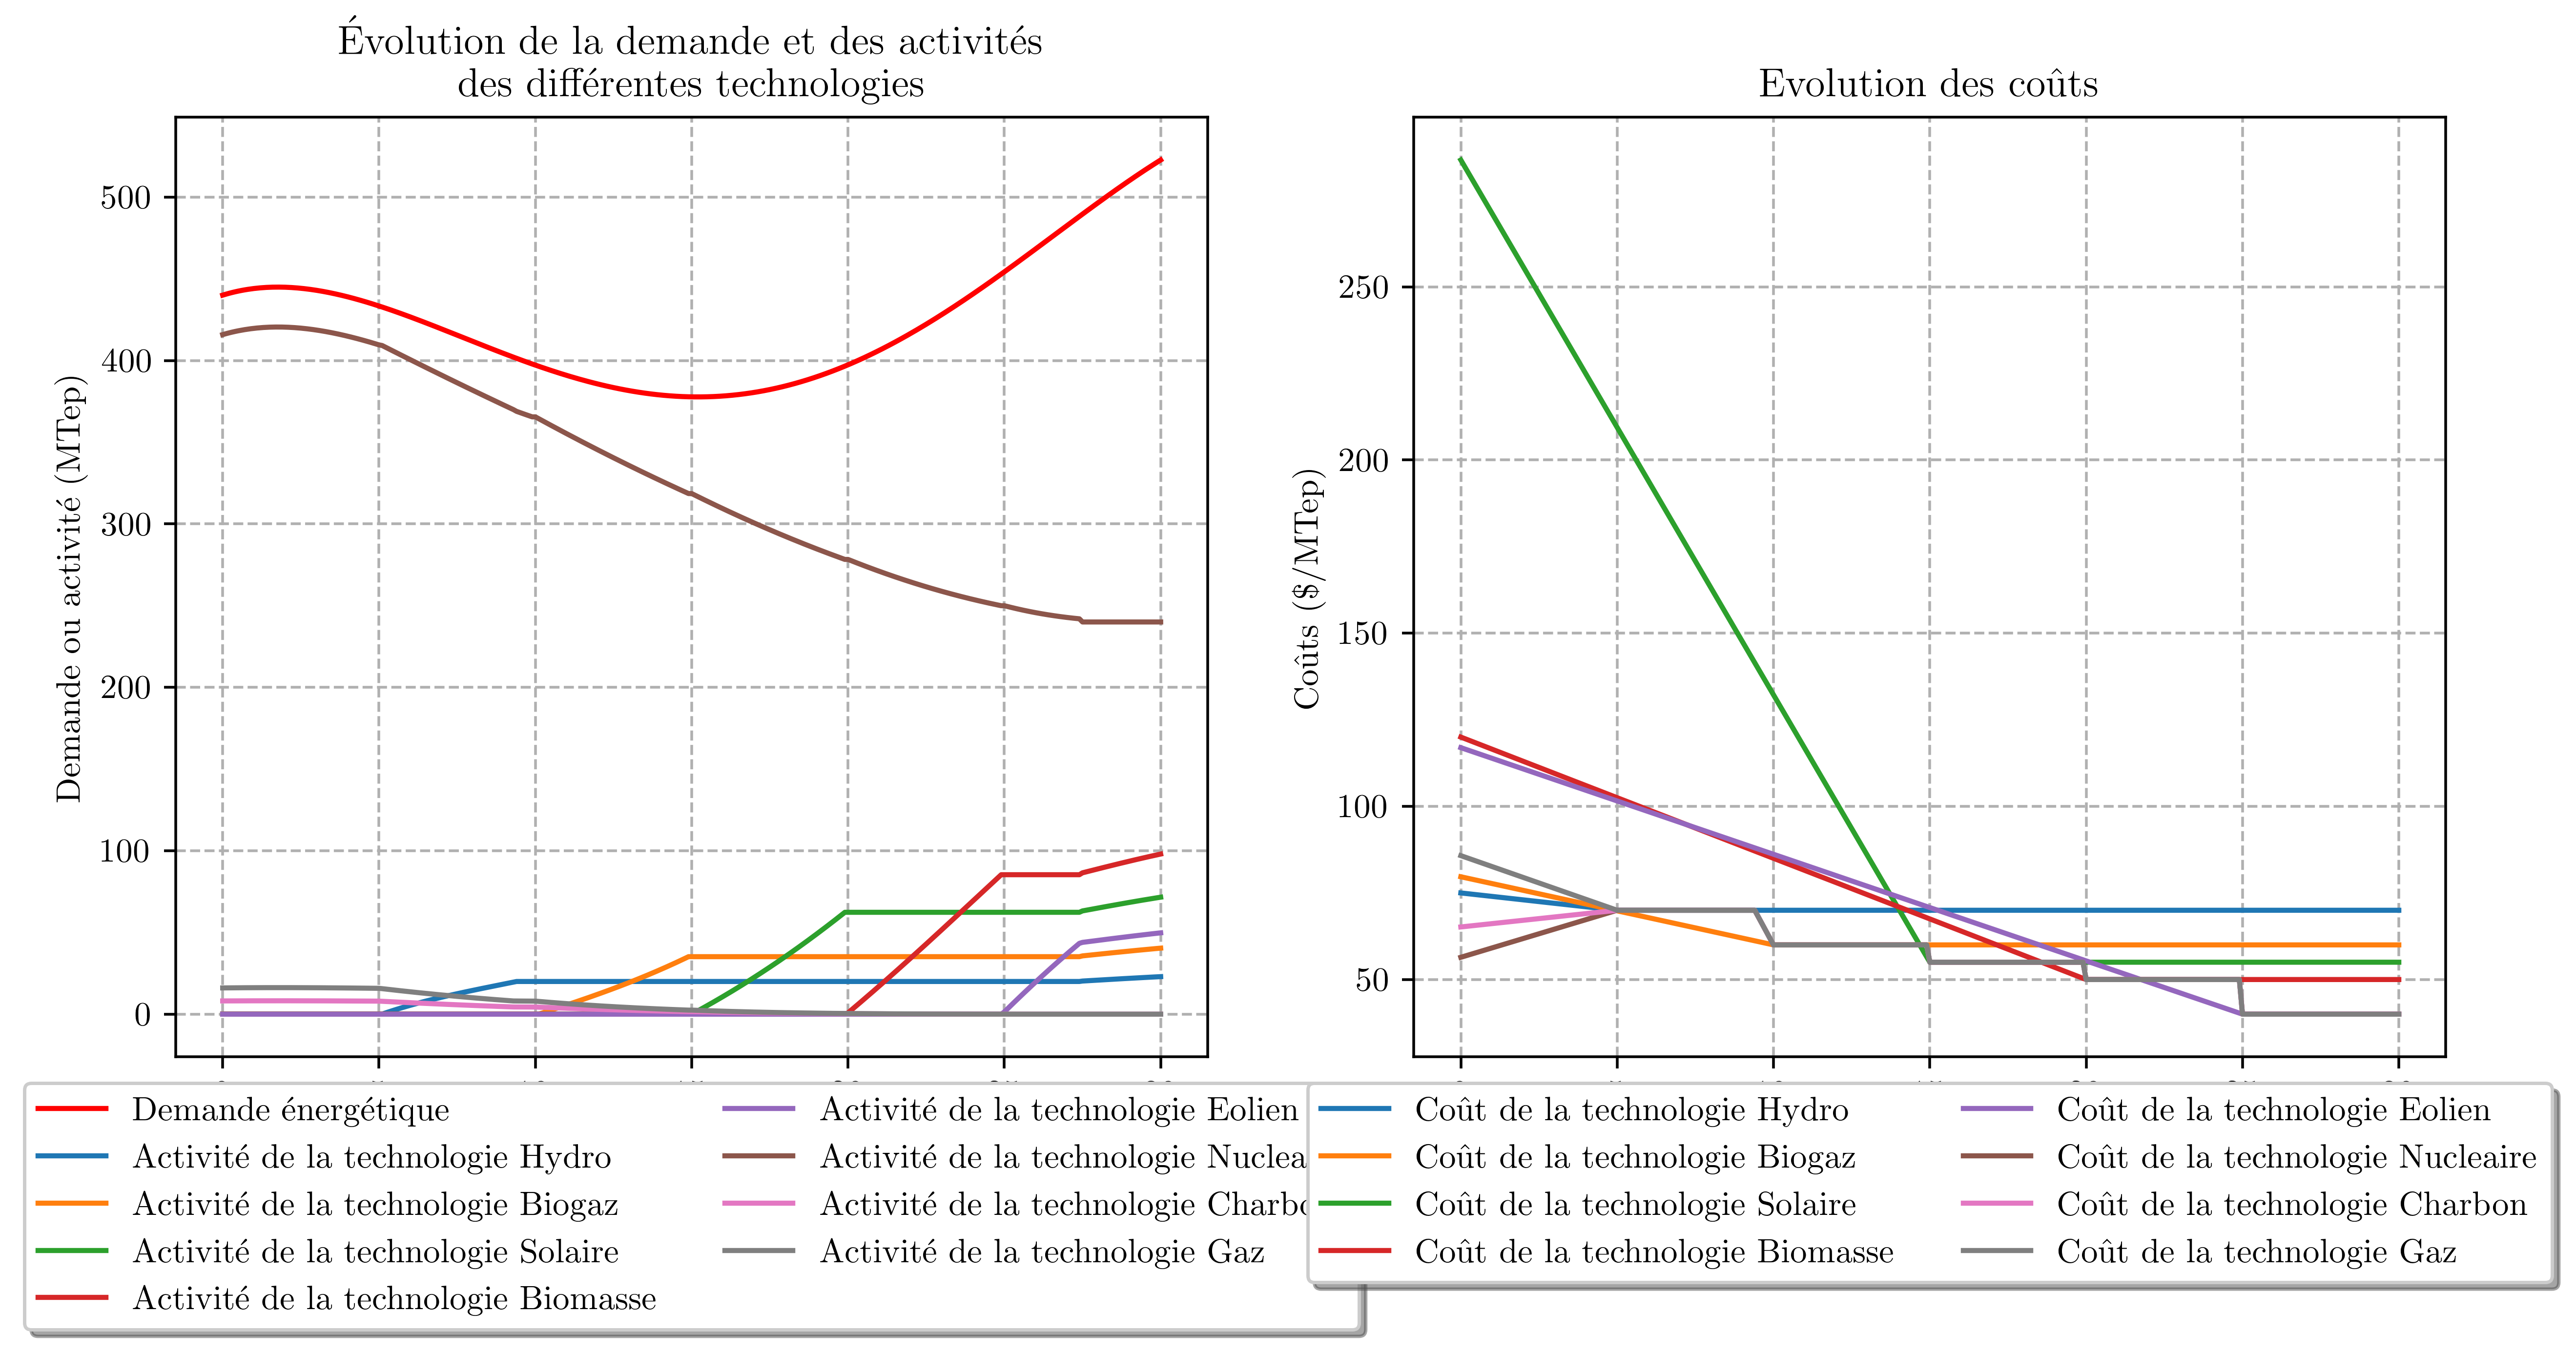 Évolution de la demande et des activités
des différentes technologies
Demande ou activité (MTep)
500
400
300
200
100
0
Demande énergétique
Activité de la technologie Hydro
Activité de la technologie Biogaz
Activité de la technologie Solaire
Activité de la technologie Biomasse
Activité de la technologie Eolien
Activité de la technologie
Activité de la technologie
Activité de la technologie Gaz
Evolution des coûts
Coûts ($/MTep)
250
200
150
100
50
Coût de la technologie Hydro
Coût de la technologie Biogaz
Coût de la technologie Solaire
Coût de la technologie Biomasse
Coût de la technologie Eolien
Coût de la technologie Nucleaire
Coût de la technologie Charbon
Coût de la technologie Gaz